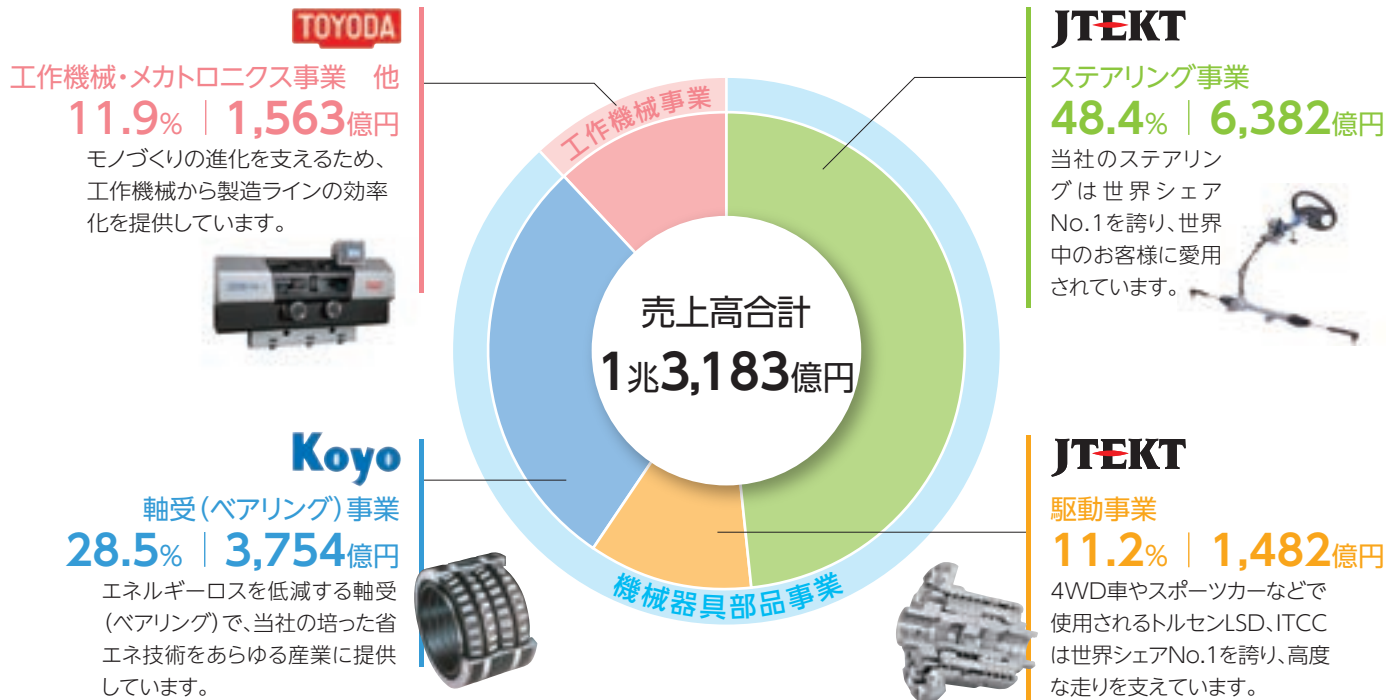 TOYODA
工作機械・メカトロニクス事業　他
11.9% | 1,563億円
モノづくりの進化を支えるため、
工作機械から製造ラインの効率
化を提供しています。
JTEKT
ステアリング事業
48.4% | 6,382億円
当社のステアリン
グは世界シェア
No.1を誇り、世界
中のお客様に愛用
されています。
工作機械事業
売上高合計
1兆3,183億円
機械器具部品事業
Koyo
軸受（ベアリング）事業
28.5% | 3,754億円
エネルギーロスを低減する軸受
（ベアリング）で、当社の培った省
エネ技術をあらゆる産業に提供
しています。
JTEKT
駆動事業
11.2% | 1,482億円
4WD車やスポーツカーなどで
使用されるトルセンLSD、ITCC
は世界シェアNo.1を誇り、高度
な走りを支えています。